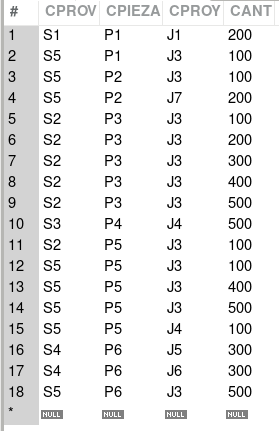 # CPROV CPIEZA CPROY CANT
1 S1 P1 J1 200
2 S5 P1 J3 100
3 S5 P2 J3 100
4 S5 P2 J7 200
5 S2 P3 J3 100
6 S2 P3 J3 200
7 S2 P3 J3 300
8 S2 P3 J3 400
9 S2 P3 J3 500
10 S3 P4 J4 500
11 S2 P5 J3 100
12 S5 P5 J3 100
13 S5 P5 J3 400
14 S5 P5 J3 500
15 S5 P5 J4 100
16 S4 P6 J5 300
17 S4 P6 J6 300
18 S5 P6 J3 500
* NULL NULL NULL NULL